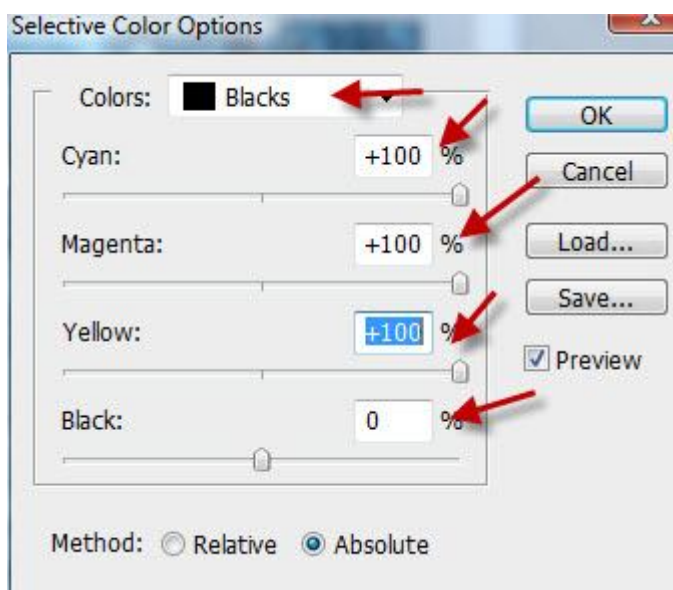 Selective Color Options
X
Colors: Blacks
OK
Cyan: +100 %
Cancel
Magenta: +100 %
Load...
Save...
Yellow: +100 %
Preview
Black: 0 %
Method: Relative Absolute